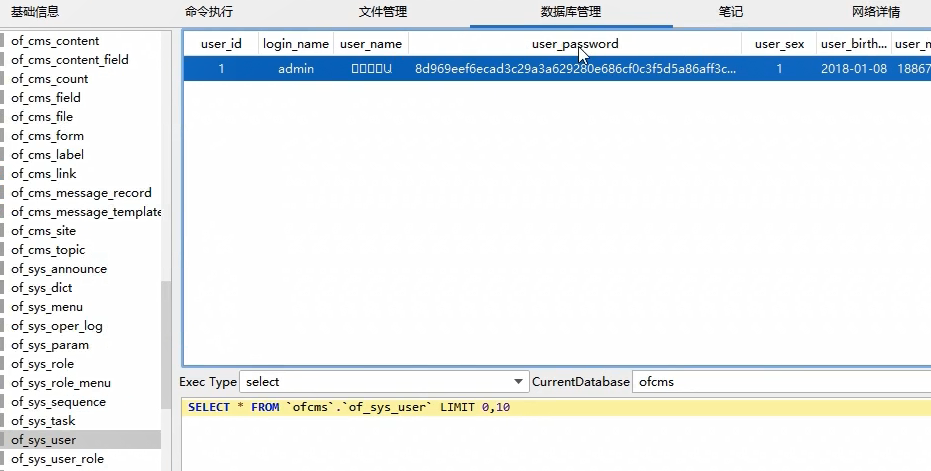 基础信息 命令执行 文件管理 数据库管理 笔记 网络详情
of_cms_content
of_cms_content_field
of_cms_count
of_cms_field
of_cms_file
of_cms_form
of_cms_label
of_cms_link
of_cms_message_record
of_cms_message_template
of_cms_site
of_cms_topic
of_sys_announce
of_sys_dict
of_sys_menu
of_sys_oper_log
of_sys_param
of_sys_role
of_sys_role_menu
of_sys_sequence
of_sys_task
of_sys_user
of_sys_user_role
user_id login_name user_name user_password user_sex user_birth... user_n
1 admin 8d969eef6ecad3c29a3a629280e686cf0c3f5d5a86aff3c... 1 2018-01-08 18867
Exec Type select CurrentDatabase ofcms
SELECT * FROM `ofcms`.`of_sys_user` LIMIT 0,10